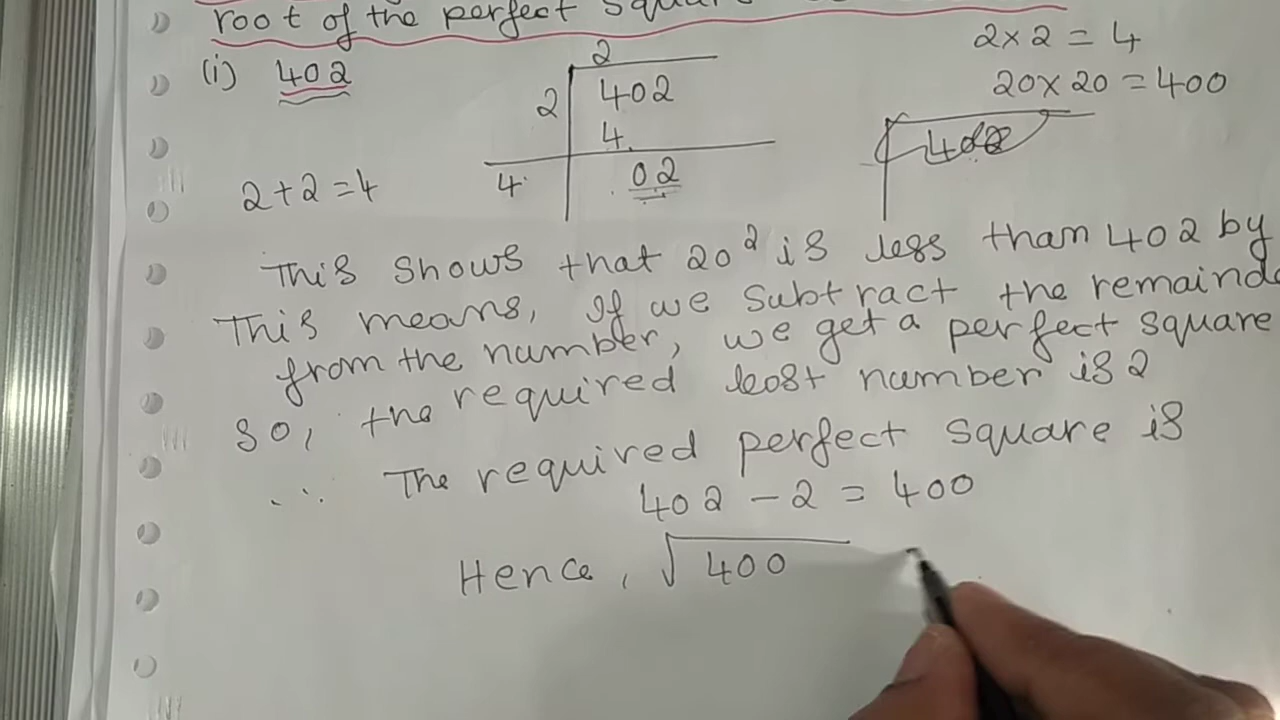 root of the perfect square
(i) 402
2
2 402
4
4 02
2+2=4
2×2=4
20×20=400
402
This shows that 20² is less than 402 by
This means, If we subtract the remainde
from the number, we get a perfect square
so, the required least number is 2
∴ The required perfect square is
402-2=400
Hence, √400